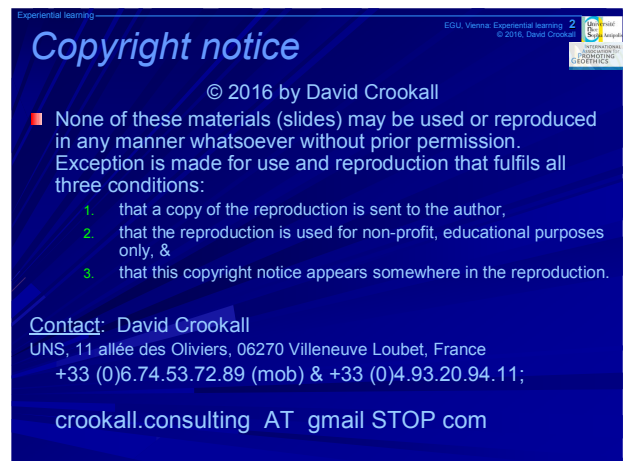 Experiential learning
EGU, Vienna: Experiential learning 2
© 2016, David Crookall
Université
Nice
Sophia Antipolis
INTERNATIONAL
ASSOCIATION FOR
PROMOTING
GEOETHICS
Copyright notice
© 2016 by David Crookall
None of these materials (slides) may be used or reproduced
in any manner whatsoever without prior permission.
Exception is made for use and reproduction that fulfils all
three conditions:
1. that a copy of the reproduction is sent to the author,
2. that the reproduction is used for non-profit, educational purposes
only, &
3. that this copyright notice appears somewhere in the reproduction.
Contact: David Crookall
UNS, 11 allée des Oliviers, 06270 Villeneuve Loubet, France
+33 (0)6.74.53.72.89 (mob) & +33 (0)4.93.20.94.11;
crookall.consulting AT gmail STOP com